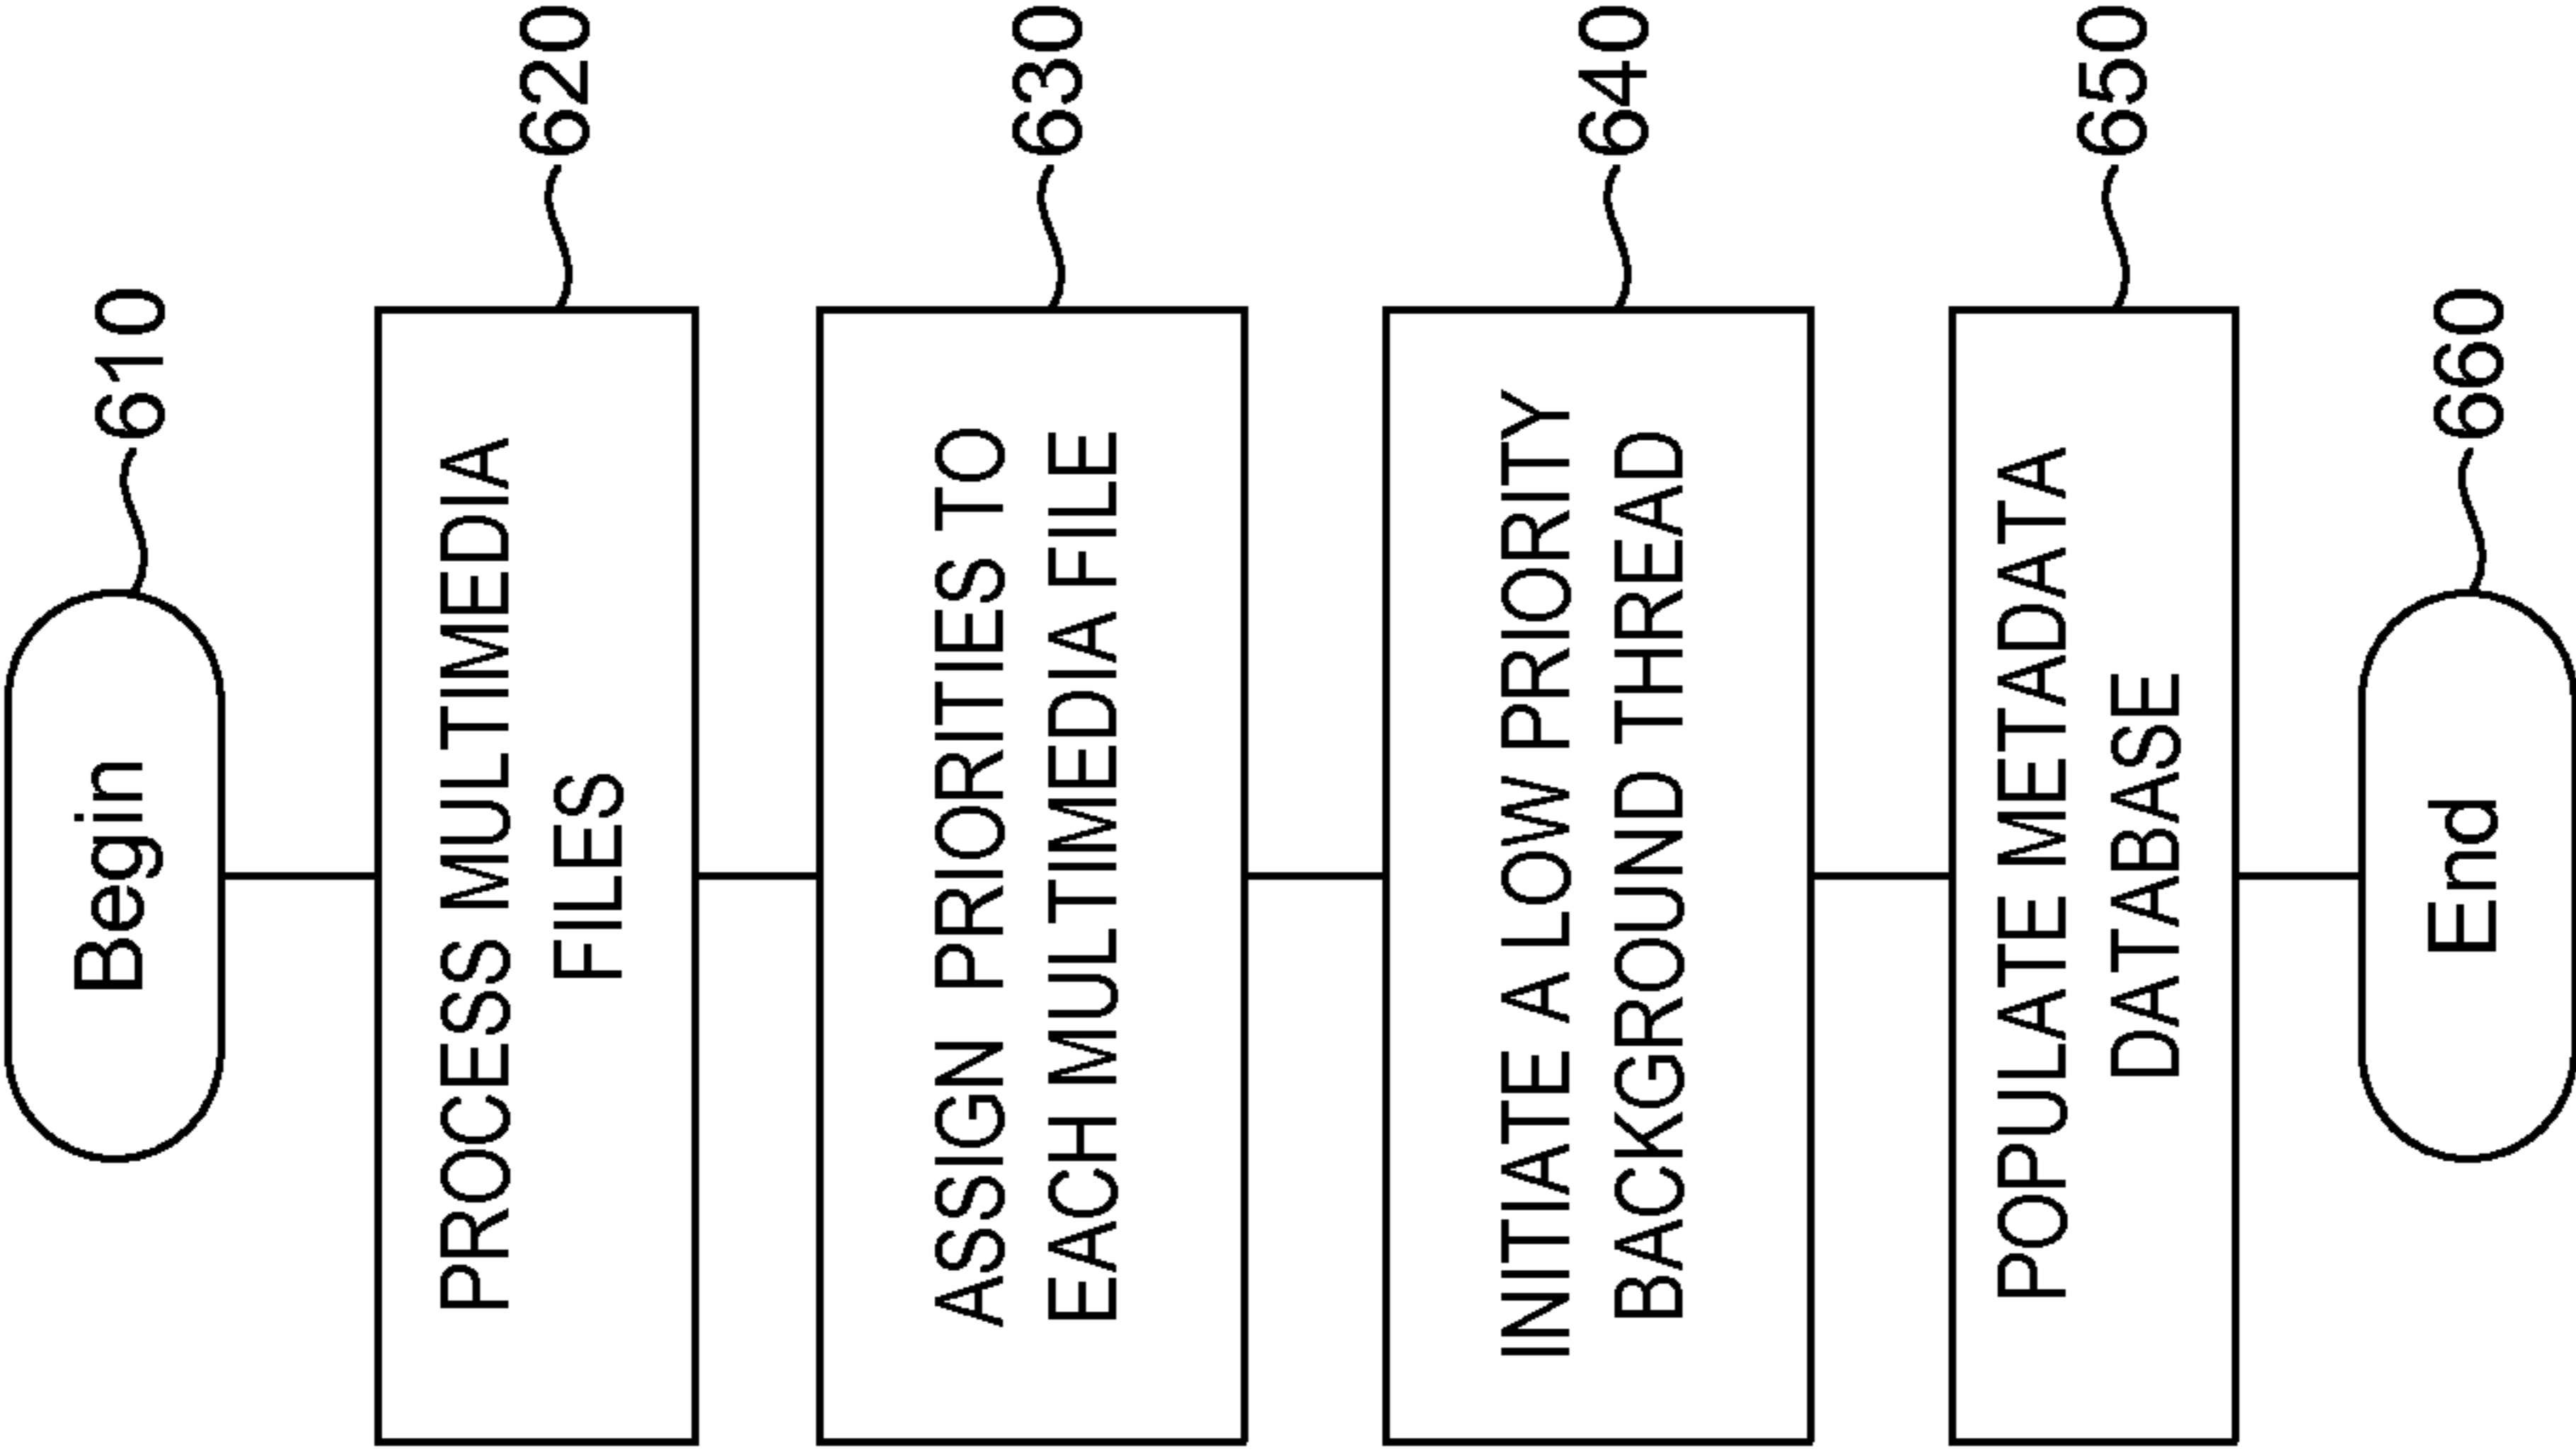 Begin
610
PROCESS MULTIMEDIA
FILES
620
ASSIGN PRIORITIES TO
EACH MULTIMEDIA FILE
630
INITIATE A LOW PRIORITY
BACKGROUND THREAD
640
POPULATE METADATA
DATABASE
650
End
660